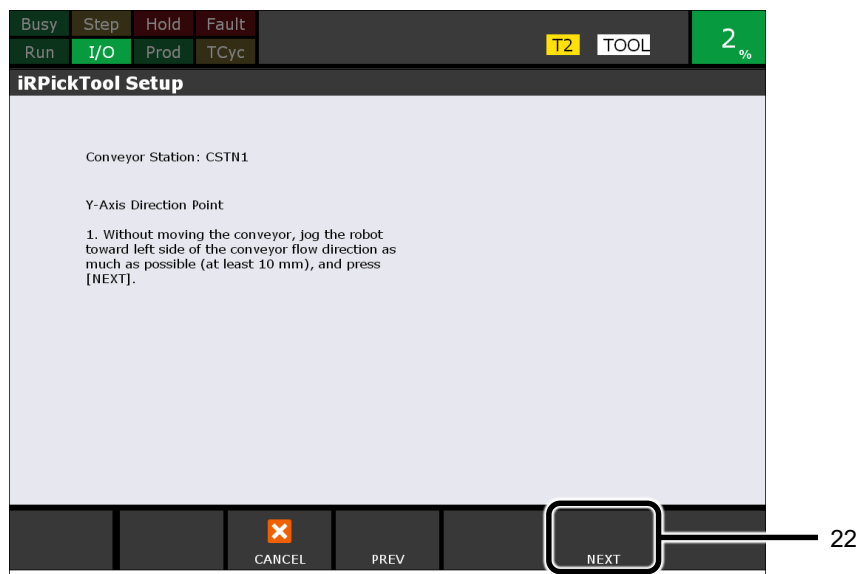 Busy Step Hold Fault
Run I/O Prod TCyc
T2 TOOL
2%
iRPickTool Setup
Conveyor Station: CSTN1
Y-Axis Direction Point
1. Without moving the conveyor, jog the robot
toward left side of the conveyor flow direction as
much as possible (at least 10 mm), and press
[NEXT].
CANCEL PREV NEXT
22